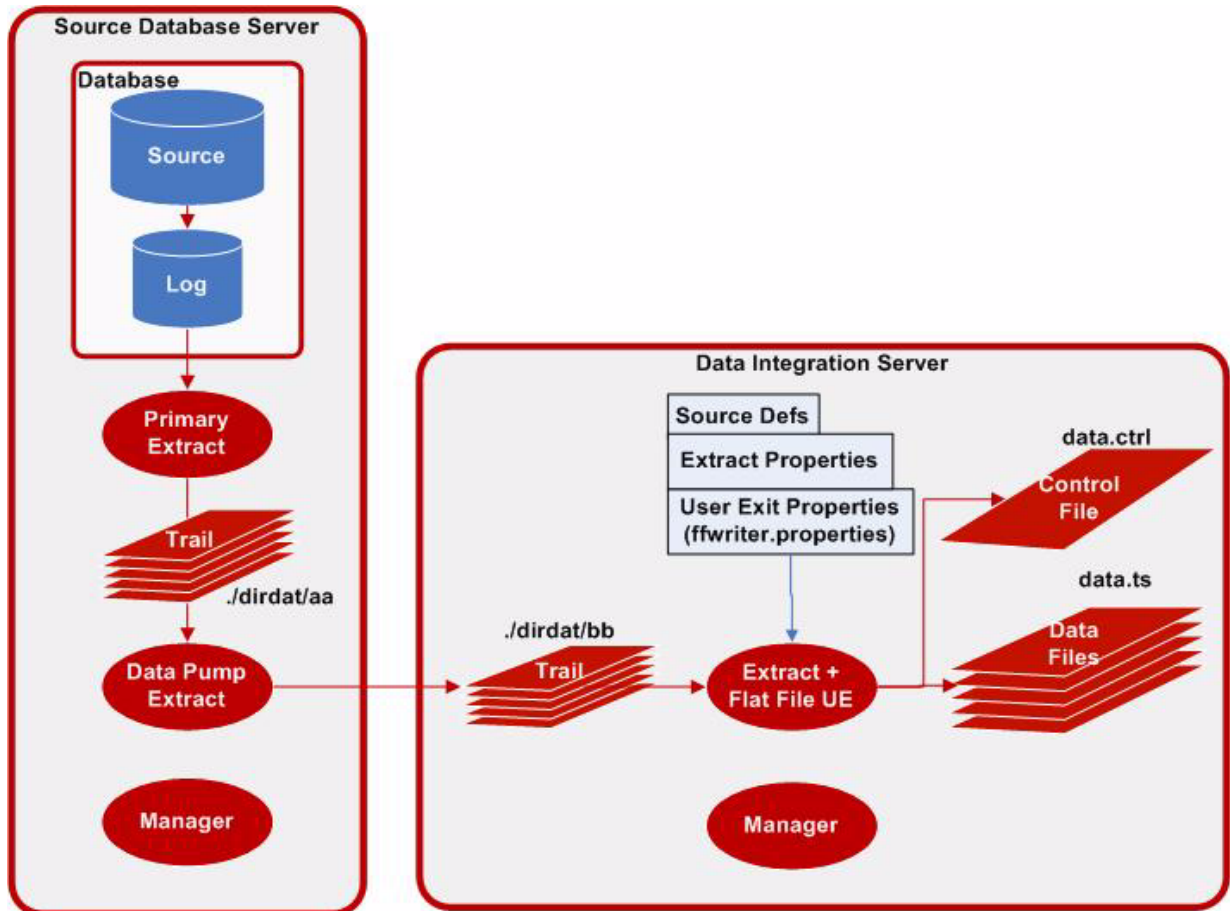 Source Database Server
Database
Source
Log
Primary
Extract
Trail
./dirdat/aa
Data Pump
Extract
Manager
Data Integration Server
Source Defs
Extract Properties
User Exit Properties
(ffwriter.properties)
./dirdat/bb
Trail
Extract +
Flat File UE
data.ctrl
Control
File
data.ts
Data
Files
Manager